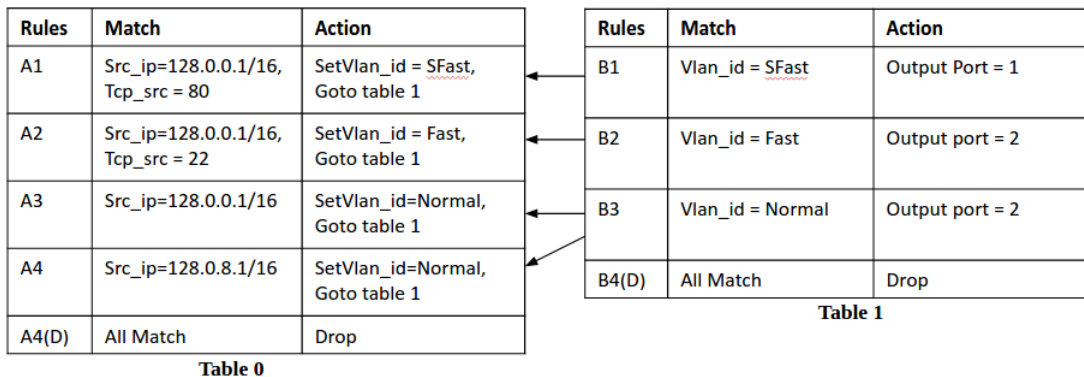 Rules Match Action
A1 Src_ip=128.0.0.1/16, SetVlan_id = SFast,
Tcp_src = 80 Goto table 1
A2 Src_ip=128.0.0.1/16, SetVlan_id = Fast,
Tcp_src = 22 Goto table 1
A3 Src_ip=128.0.0.1/16 SetVlan_id=Normal,
Goto table 1
A4 Src_ip=128.0.8.1/16 SetVlan_id=Normal,
Goto table 1
A4(D) All Match Drop
Table 0
Rules Match Action
B1 Vlan_id = SFast Output Port = 1
B2 Vlan_id = Fast Output port = 2
B3 Vlan_id = Normal Output port = 2
B4(D) All Match Drop
Table 1